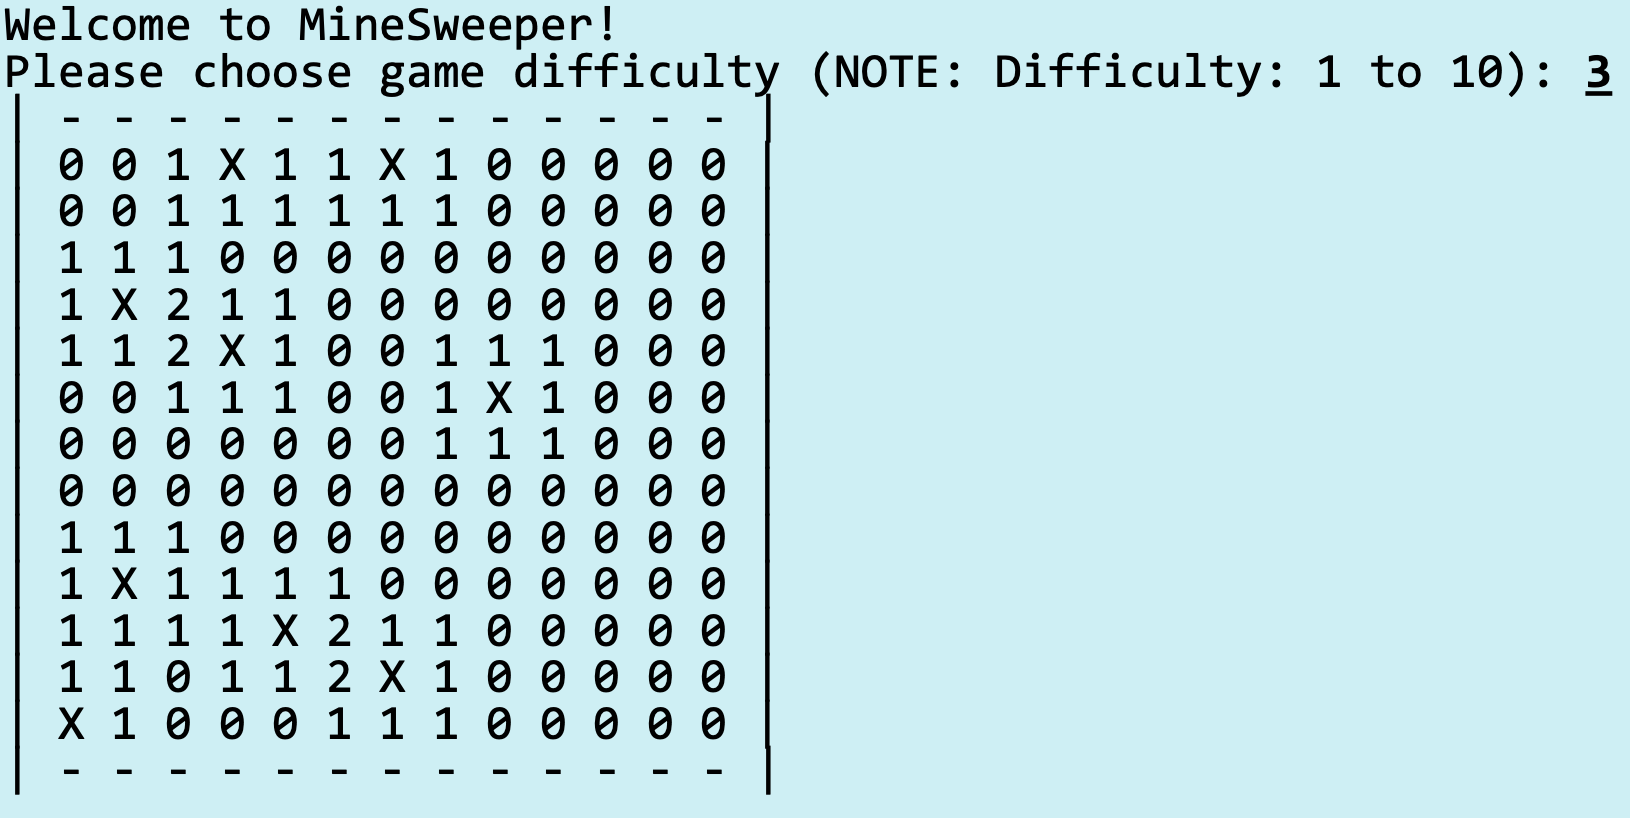 Welcome to MineSweeper!
Please choose game difficulty (NOTE: Difficulty: 1 to 10): 3
| - - - - - - - - - - - - - |
| 0 0 1 X 1 1 X 1 0 0 0 0 0 |
| 0 0 1 1 1 1 1 1 0 0 0 0 0 |
| 1 1 1 0 0 0 0 0 0 0 0 0 0 |
| 1 X 2 1 1 0 0 0 0 0 0 0 0 |
| 1 1 2 X 1 0 0 1 1 1 0 0 0 |
| 0 0 1 1 1 0 0 1 X 1 0 0 0 |
| 0 0 0 0 0 0 0 1 1 1 0 0 0 |
| 0 0 0 0 0 0 0 0 0 0 0 0 0 |
| 1 1 1 0 0 0 0 0 0 0 0 0 0 |
| 1 X 1 1 1 1 0 0 0 0 0 0 0 |
| 1 1 1 1 X 2 1 1 0 0 0 0 0 |
| 1 1 0 1 1 2 X 1 0 0 0 0 0 |
| X 1 0 0 0 1 1 1 0 0 0 0 0 |
| - - - - - - - - - - - - - |